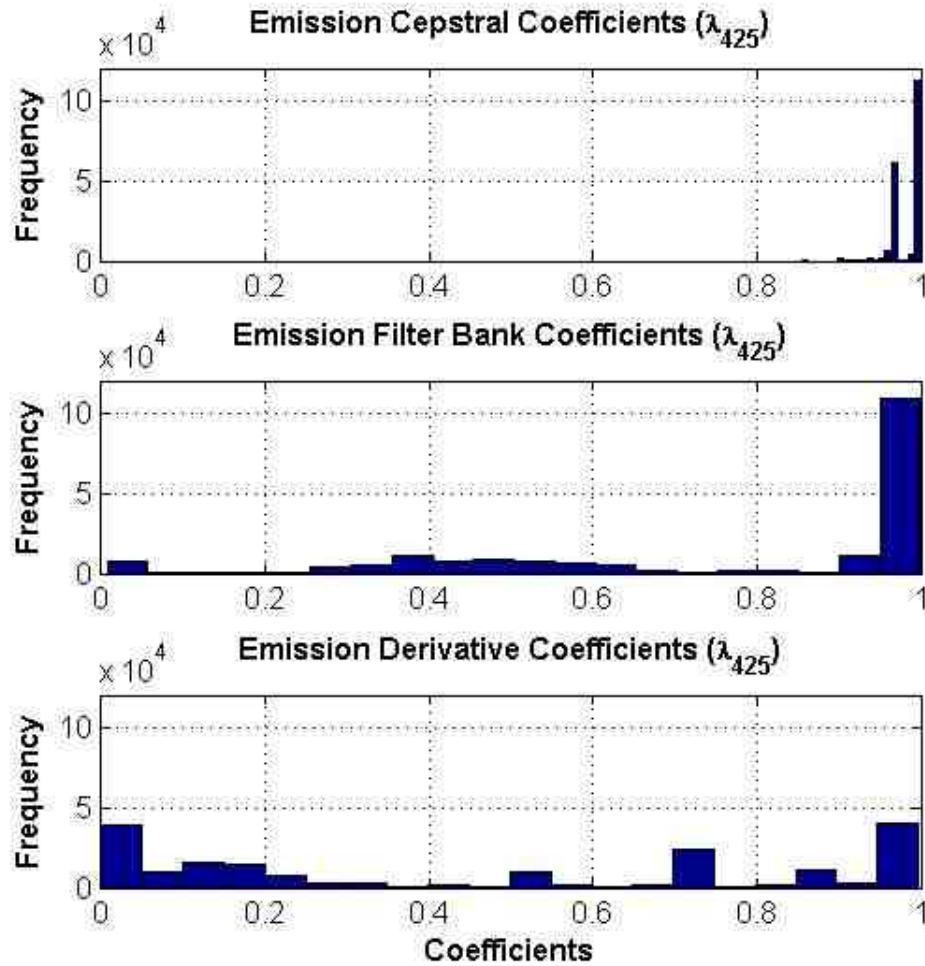 Emission Cepstral Coefficients (λ425)
x 10^4
10
5
0
Frequency
0 0.2 0.4 0.6 0.8 1
Emission Filter Bank Coefficients (λ425)
x 10^4
10
5
0
Frequency
0 0.2 0.4 0.6 0.8 1
Emission Derivative Coefficients (λ425)
x 10^4
10
5
0
Frequency
0 0.2 0.4 0.6 0.8 1
Coefficients